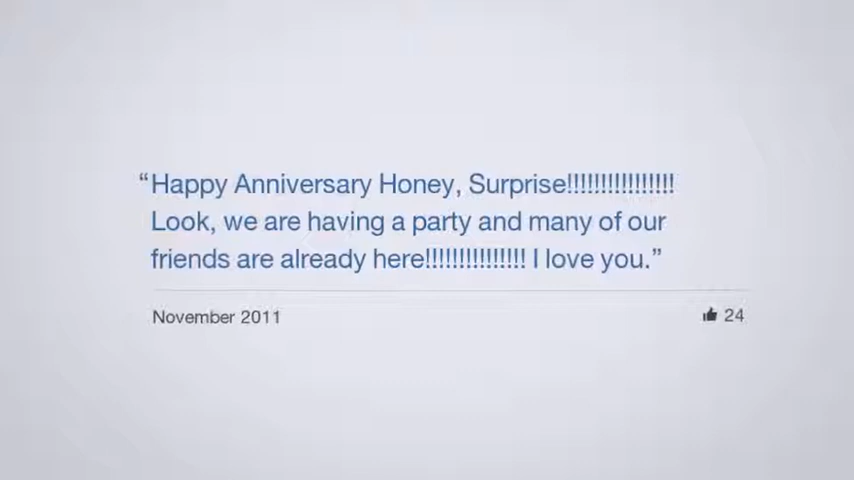 “Happy Anniversary Honey, Surprise!!!!!!!!!!!!!!!!
Look, we are having a party and many of our
friends are already here!!!!!!!!!!!!!!! I love you.”
November 2011
24